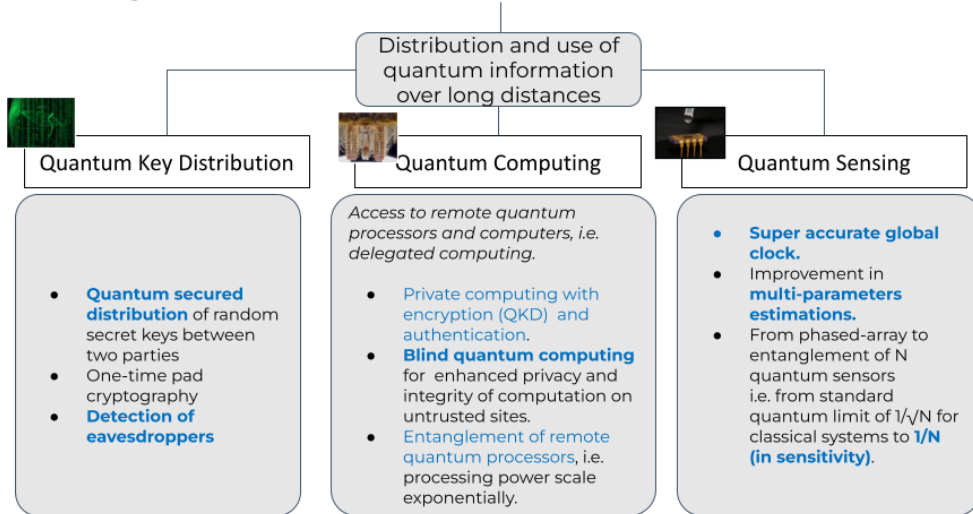 Distribution and use of
quantum information
over long distances
Quantum Key Distribution
Quantum Computing
Quantum Sensing
● Quantum secured
distribution of random
secret keys between
two parties
● One-time pad
cryptography
● Detection of
eavesdroppers
Access to remote quantum
processors and computers, i.e.
delegated computing.
● Private computing with
encryption (QKD) and
authentication.
● Blind quantum computing
for enhanced privacy and
integrity of computation on
untrusted sites.
● Entanglement of remote
quantum processors, i.e.
processing power scale
exponentially.
● Super accurate global
clock.
● Improvement in
multi-parameters
estimations.
● From phased-array to
entanglement of N
quantum sensors
i.e. from standard
quantum limit of 1/√N for
classical systems to 1/N
(in sensitivity).